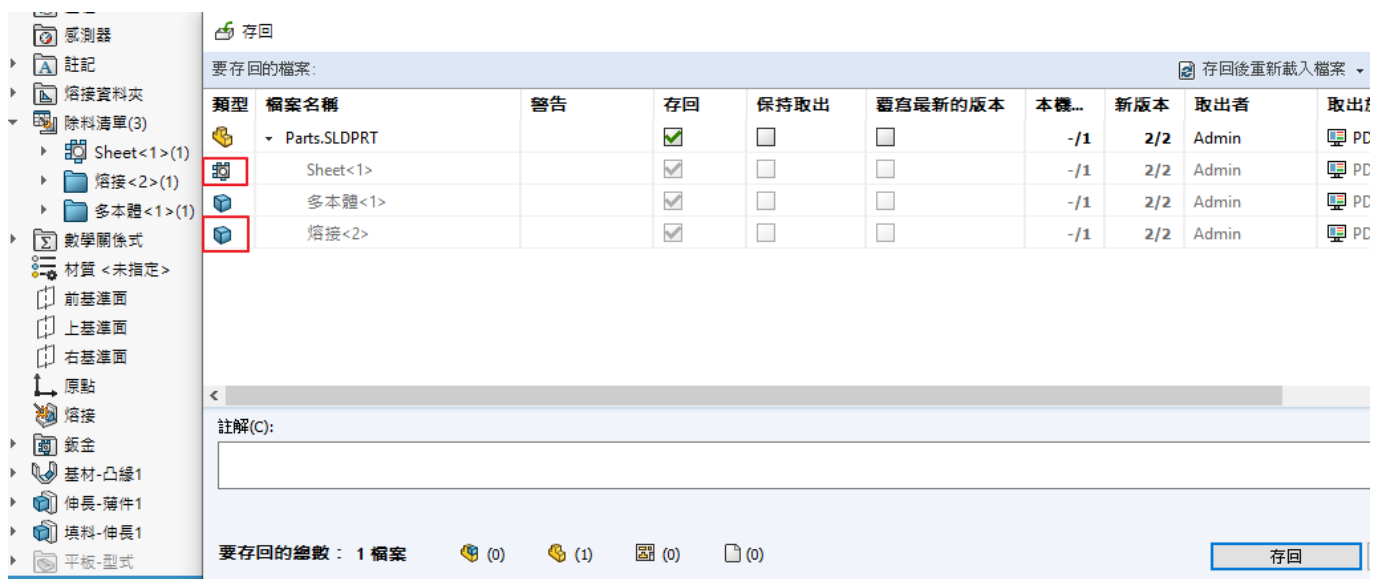 感測器
註記
熔接資料夾
除料清單(3)
Sheet<1>(1)
熔接<2>(1)
多本體<1>(1)
數學關係式
材質 <未指定>
前基準面
上基準面
右基準面
原點
熔接
鈑金
基材-凸緣1
伸長-薄件1
填料-伸長1
平板-型式
存回
要存回的檔案:
存回後重新載入檔案
類型 檔案名稱 警告 存回 保持取出 覆寫最新的版本 本機... 新版本 取出者
Parts.SLDPRT -/1 2/2 Admin PD
Sheet<1> -/1 2/2 Admin PD
多本體<1> -/1 2/2 Admin PD
熔接<2> -/1 2/2 Admin PD
註解(C):
要存回的總數： 1 檔案 (0) (1) (0) (0)
存回